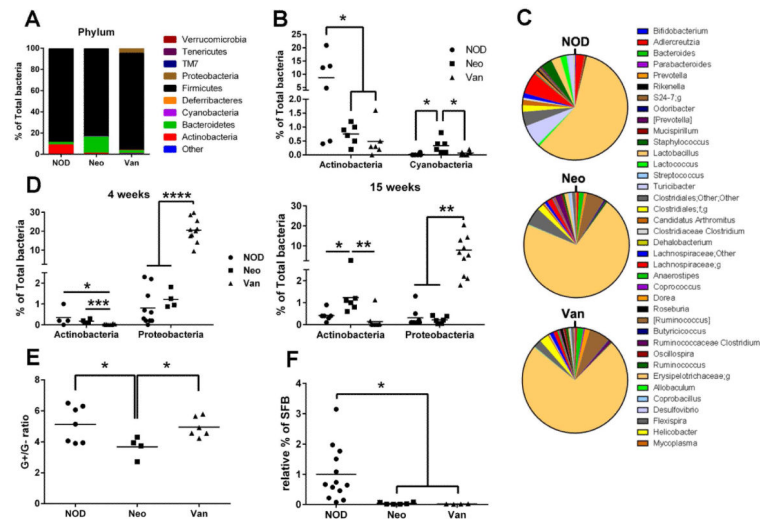 A
Phylum
% of Total bacteria
100
80
60
40
20
0
NOD
Neo
Van
Verrucomicrobia
Tenericutes
TM7
Proteobacteria
Firmicutes
Deferribacteres
Cyanobacteria
Bacteroidetes
Actinobacteria
Other
B
% of Total bacteria
25
20
15
10
5
2.0
1.5
1.0
0.5
0.0
*
*
*
Actinobacteria
Cyanobacteria
NOD
Neo
Van
C
NOD
Neo
Van
Bifidobacterium
Adlercreutzia
Bacteroides
Parabacteroides
Prevotella
Rikenella
S24-7;g
Odoribacter
[Prevotella]
Mucispirillum
Staphylococcus
Lactobacillus
Lactococcus
Streptococcus
Turicibacter
Clostridiales;Other;Other
Clostridiales;f;g
Candidatus Arthromitus
Clostridiaceae Clostridium
Dehalobacterium
Lachnospiraceae;Other
Lachnospiraceae;g
Anaerostipes
Coprococcus
Dorea
Roseburia
[Ruminococcus]
Butyricicoccus
Ruminococcaceae Clostridium
Oscillospira
Ruminococcus
Erysipelotrichaceae;g
Allobaculum
Coprobacillus
Desulfovibrio
Flexispira
Helicobacter
Mycoplasma
D
4 weeks
% of Total bacteria
30
20
10
2
1
0
*
***
****
Actinobacteria
Proteobacteria
NOD
Neo
Van
15 weeks
% of Total bacteria
30
20
10
4
2
0
*
**
**
Actinobacteria
Proteobacteria
E
G+/G- ratio
8
6
4
2
0
*
*
NOD
Neo
Van
F
relative % of SFB
4
3
2
1
0
*
NOD
Neo
Van